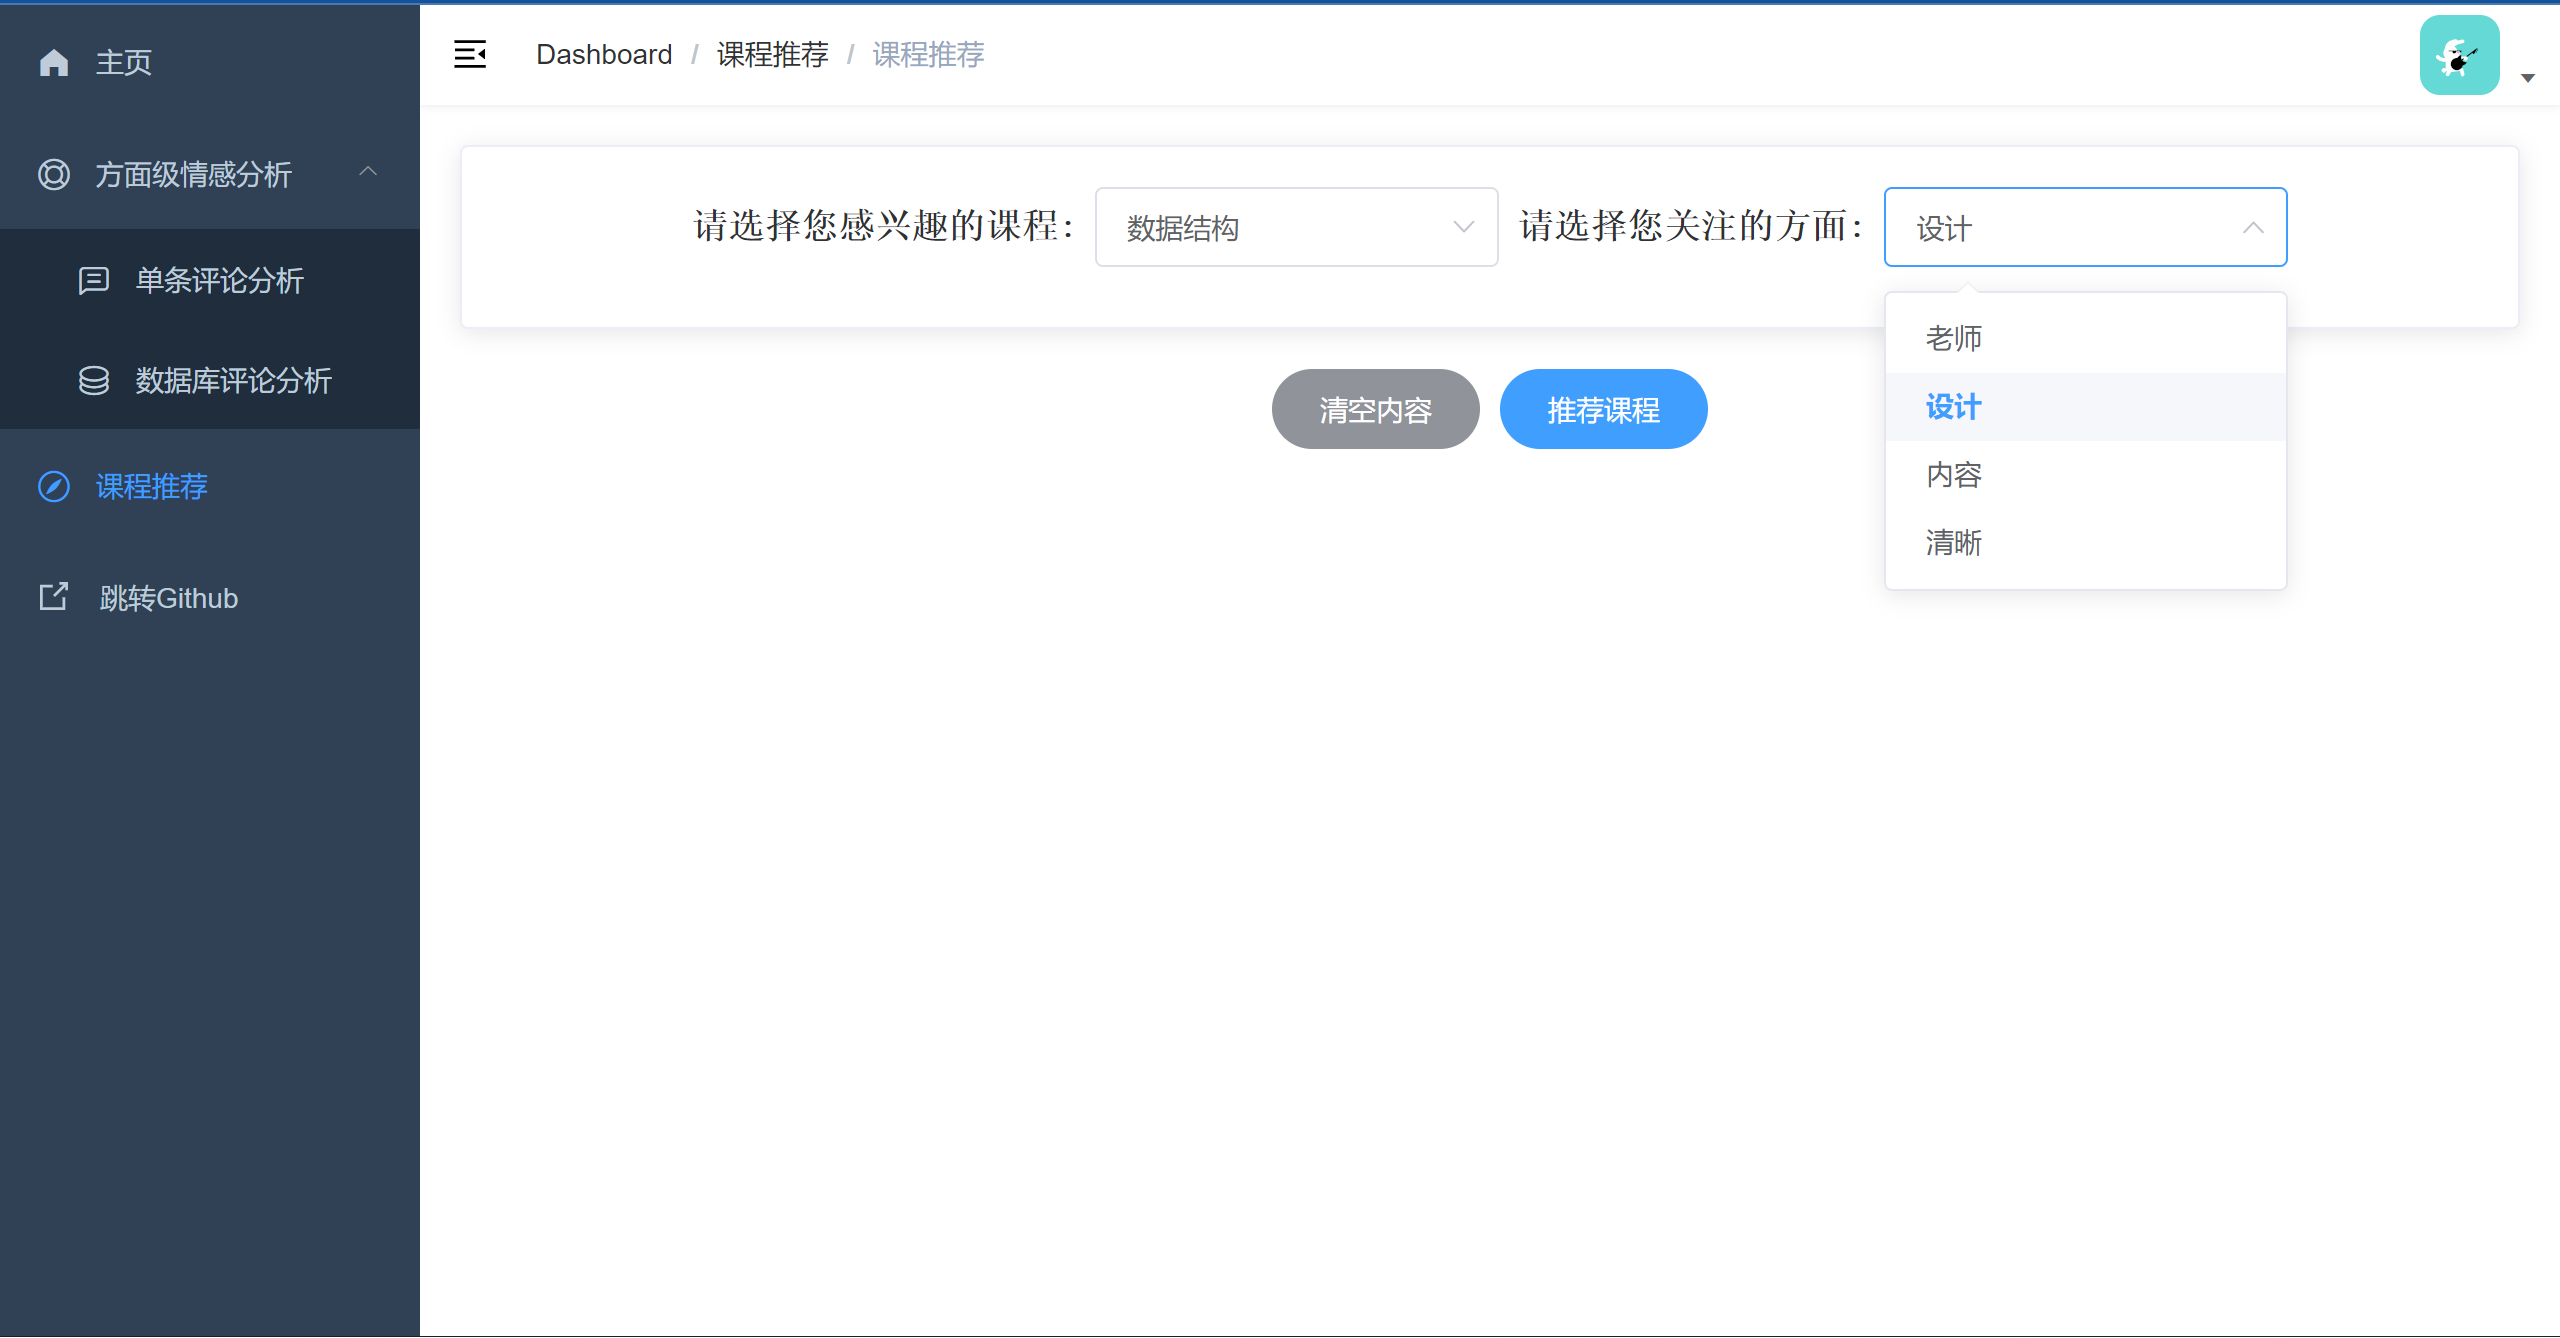 主页
方面级情感分析
单条评论分析
数据库评论分析
课程推荐
跳转Github
Dashboard / 课程推荐 / 课程推荐
请选择您感兴趣的课程： 数据结构 请选择您关注的方面： 设计
老师
设计
内容
清晰
清空内容 推荐课程